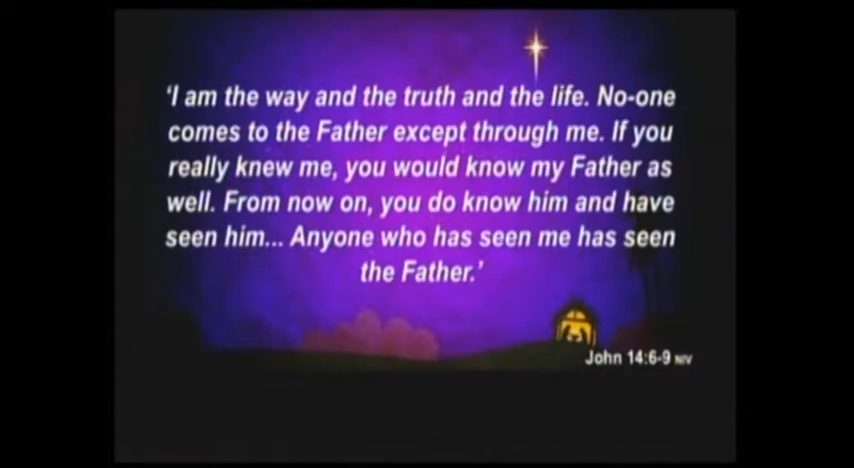 ‘I am the way and the truth and the life. No-one
comes to the Father except through me. If you
really knew me, you would know my Father as
well. From now on, you do know him and have
seen him... Anyone who has seen me has seen
the Father.’
John 14:6-9 NIV